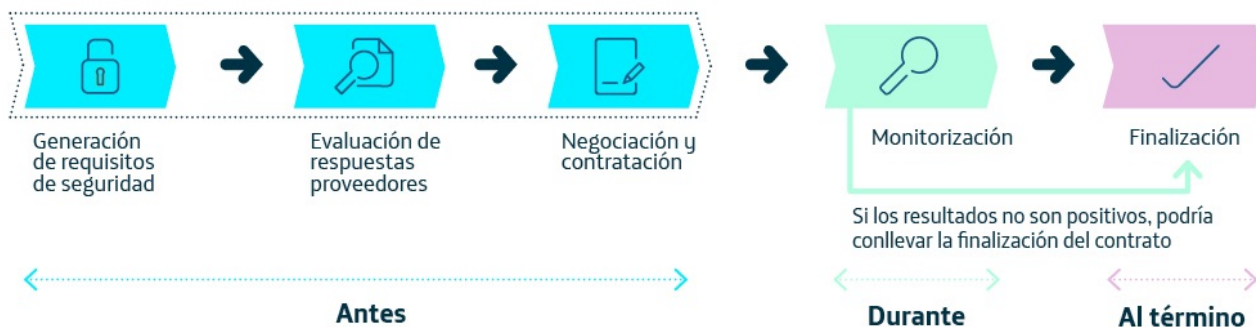 Generación
de requisitos
de seguridad
Evaluación de
respuestas
proveedores
Negociación y
contratación
Monitorización
Finalización
Si los resultados no son positivos, podría
conllevar la finalización del contrato
Antes
Durante
Al término